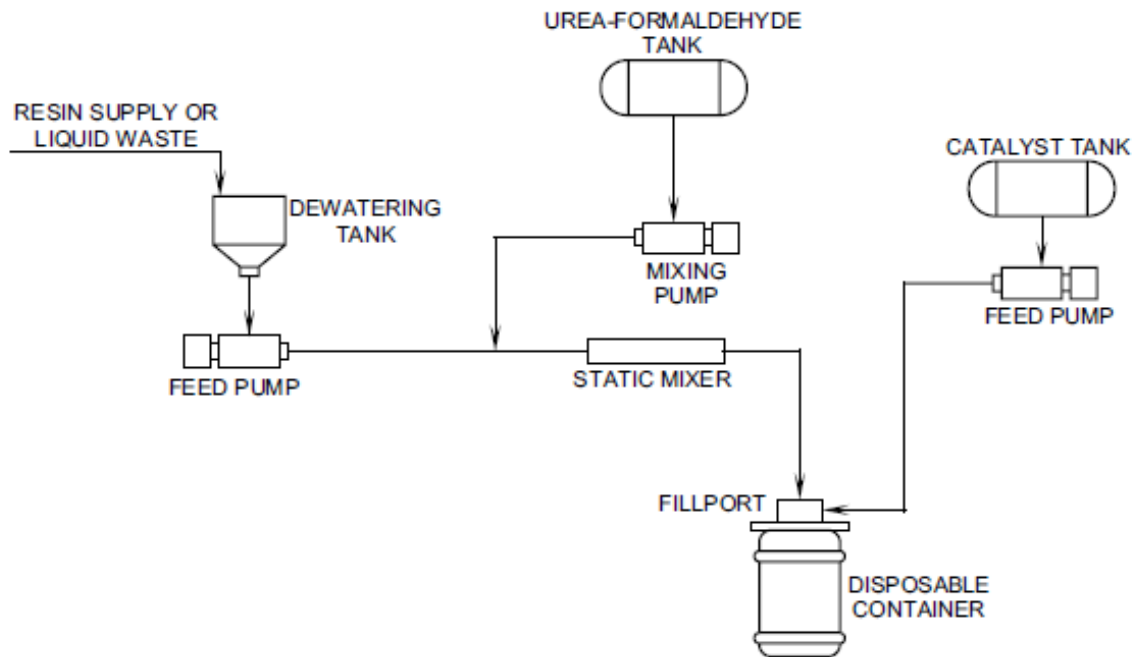 UREA-FORMALDEHYDE
TANK
RESIN SUPPLY OR
LIQUID WASTE
CATALYST TANK
DEWATERING
TANK
MIXING
PUMP
FEED PUMP
FEED PUMP
STATIC MIXER
FILLPORT
DISPOSABLE
CONTAINER